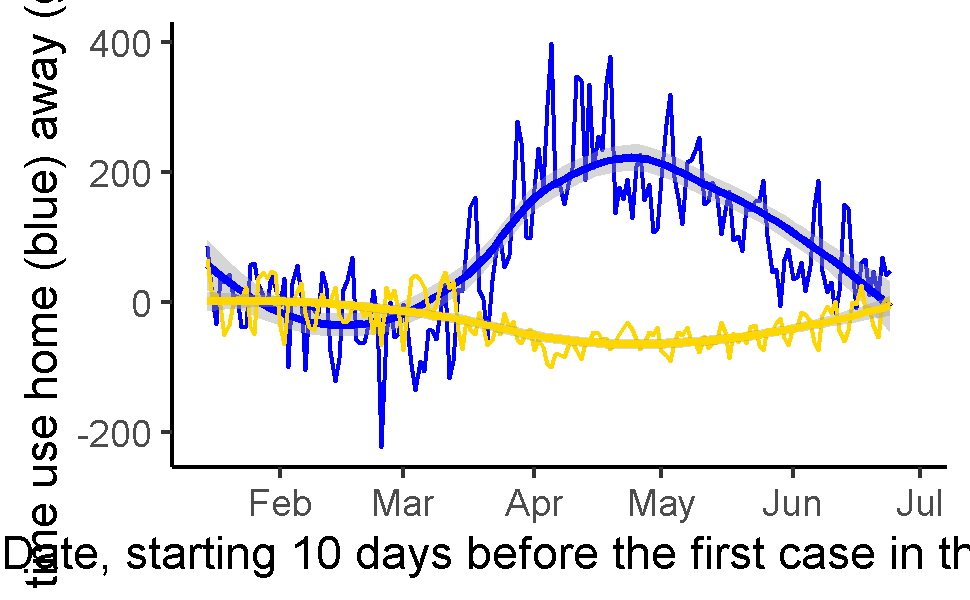 time use home (blue) away (
400
200
0
-200
Feb Mar Apr May Jun Jul
Date, starting 10 days before the first case in th